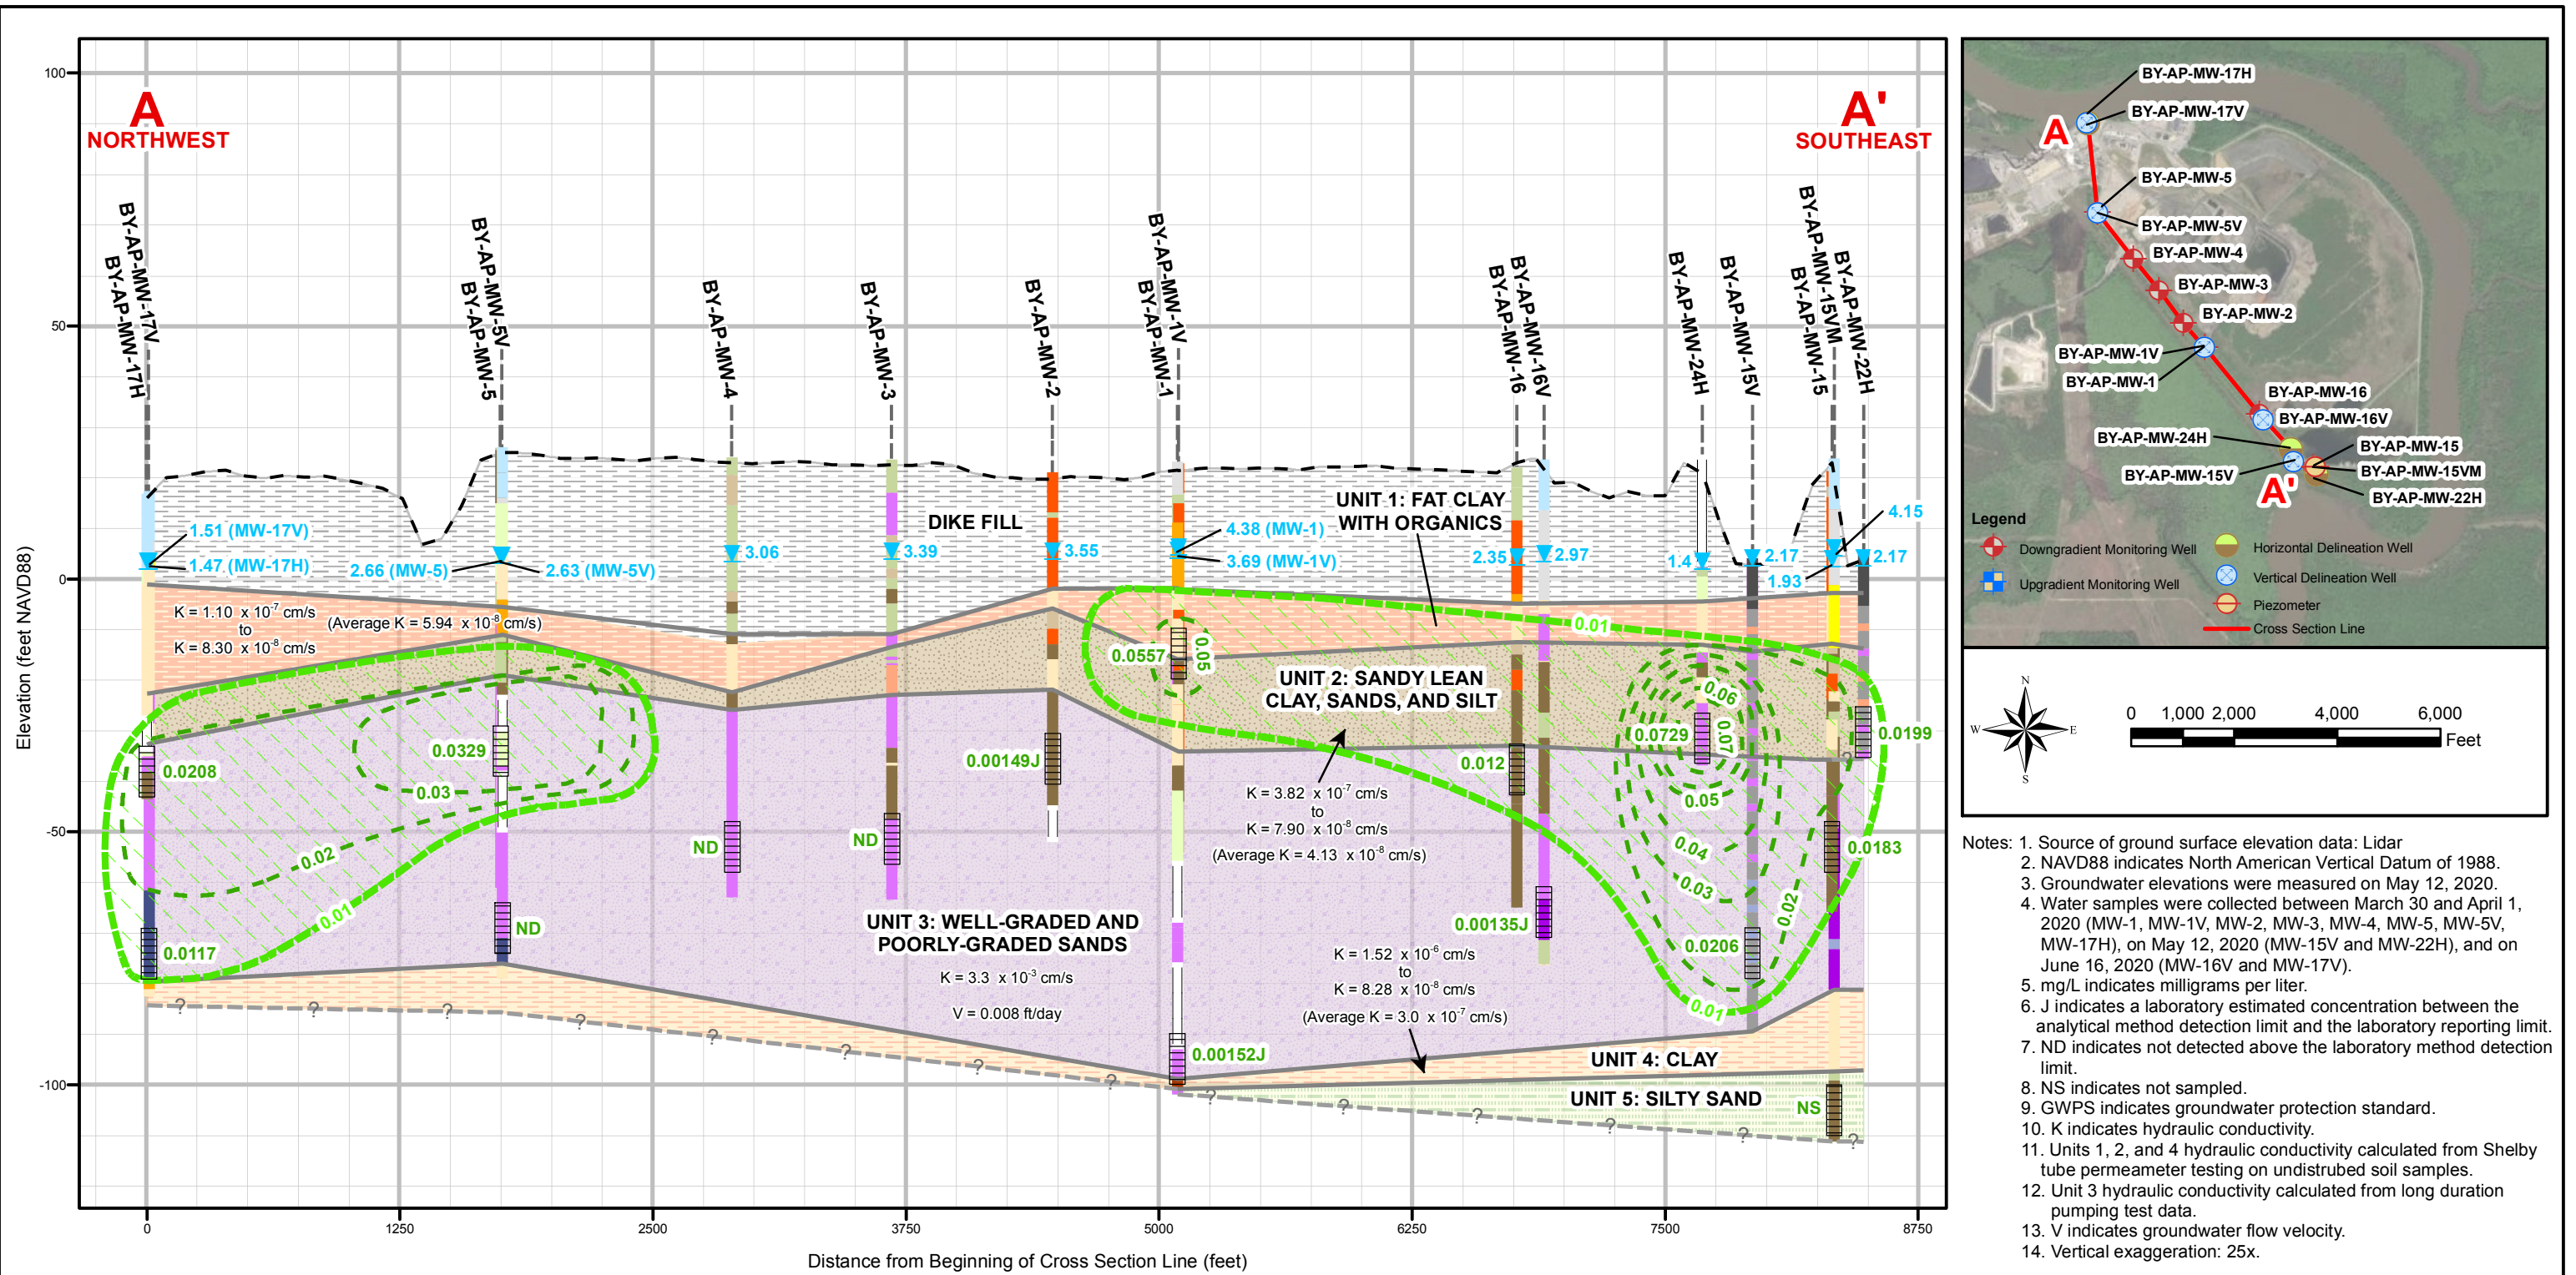 A
NORTHWEST
A'
SOUTHEAST
BY-AP-MW-17V
BY-AP-MW-17H
BY-AP-MW-5V
BY-AP-MW-5
BY-AP-MW-4
BY-AP-MW-3
BY-AP-MW-2
BY-AP-MW-1V
BY-AP-MW-1
BY-AP-MW-16V
BY-AP-MW-16
BY-AP-MW-24H
BY-AP-MW-15V
BY-AP-MW-15VM
BY-AP-MW-15
BY-AP-MW-22H
Elevation (feet NAVD88)
100
50
0
-50
-100
DIKE FILL
UNIT 1: FAT CLAY
WITH ORGANICS
1.51 (MW-17V)
1.47 (MW-17H)
2.66 (MW-5)
2.63 (MW-5V)
3.06
3.39
3.55
4.38 (MW-1)
3.69 (MW-1V)
2.35
2.97
1.4
2.17
1.93
4.15
2.17
K = 1.10 x 10-7 cm/s
to
K = 8.30 x 10-8 cm/s
(Average K = 5.94 x 10-8 cm/s)
0.01
0.0557
0.05
UNIT 2: SANDY LEAN
CLAY, SANDS, AND SILT
0.0208
0.0329
0.03
0.02
0.01
0.0117
ND
ND
ND
0.00149J
0.012
0.06
0.0729
0.07
0.05
0.04
0.03
0.02
0.01
0.0199
0.0183
0.0206
0.00135J
0.00152J
NS
K = 3.82 x 10-7 cm/s
to
K = 7.90 x 10-8 cm/s
(Average K = 4.13 x 10-8 cm/s)
UNIT 3: WELL-GRADED AND
POORLY-GRADED SANDS
K = 3.3 x 10-3 cm/s
V = 0.008 ft/day
K = 1.52 x 10-6 cm/s
to
K = 8.28 x 10-8 cm/s
(Average K = 3.0 x 10-7 cm/s)
UNIT 4: CLAY
UNIT 5: SILTY SAND
? ? ? ? ? ? ? ? ? ? ? ? ? ? ?
0
1250
2500
3750
5000
6250
7500
8750
Distance from Beginning of Cross Section Line (feet)
BY-AP-MW-17H
BY-AP-MW-17V
A
BY-AP-MW-5
BY-AP-MW-5V
BY-AP-MW-4
BY-AP-MW-3
BY-AP-MW-2
BY-AP-MW-1V
BY-AP-MW-1
BY-AP-MW-16
BY-AP-MW-16V
BY-AP-MW-24H
BY-AP-MW-15
BY-AP-MW-15V
BY-AP-MW-15VM
A'
BY-AP-MW-22H
Legend
Downgradient Monitoring Well
Upgradient Monitoring Well
Horizontal Delineation Well
Vertical Delineation Well
Piezometer
Cross Section Line
N
W
E
S
0 1,000 2,000 4,000 6,000
Feet
Notes: 1. Source of ground surface elevation data: Lidar
2. NAVD88 indicates North American Vertical Datum of 1988.
3. Groundwater elevations were measured on May 12, 2020.
4. Water samples were collected between March 30 and April 1,
2020 (MW-1, MW-1V, MW-2, MW-3, MW-4, MW-5, MW-5V,
MW-17H), on May 12, 2020 (MW-15V and MW-22H), and on
June 16, 2020 (MW-16V and MW-17V).
5. mg/L indicates milligrams per liter.
6. J indicates a laboratory estimated concentration between the
analytical method detection limit and the laboratory reporting limit.
7. ND indicates not detected above the laboratory method detection
limit.
8. NS indicates not sampled.
9. GWPS indicates groundwater protection standard.
10. K indicates hydraulic conductivity.
11. Units 1, 2, and 4 hydraulic conductivity calculated from Shelby
tube permeameter testing on undistrubed soil samples.
12. Unit 3 hydraulic conductivity calculated from long duration
pumping test data.
13. V indicates groundwater flow velocity.
14. Vertical exaggeration: 25x.